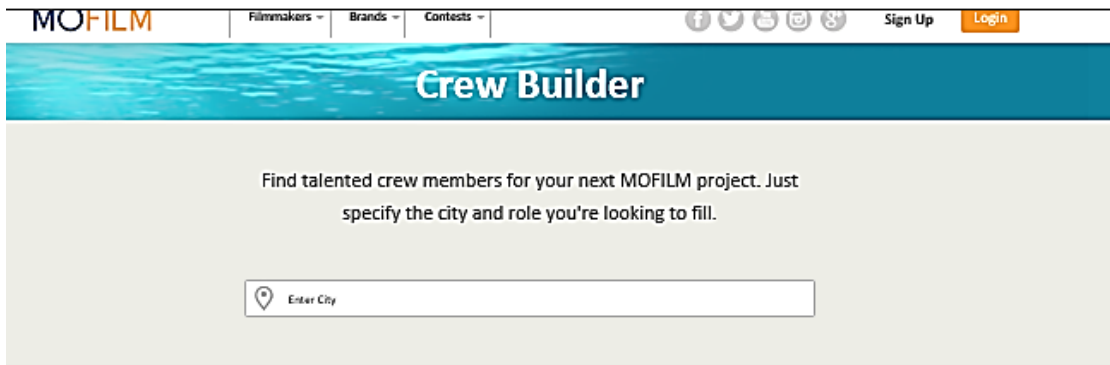 MOFILM Filmmakers Brands Contests Sign Up Login
Crew Builder
Find talented crew members for your next MOFILM project. Just
specify the city and role you're looking to fill.
Enter City